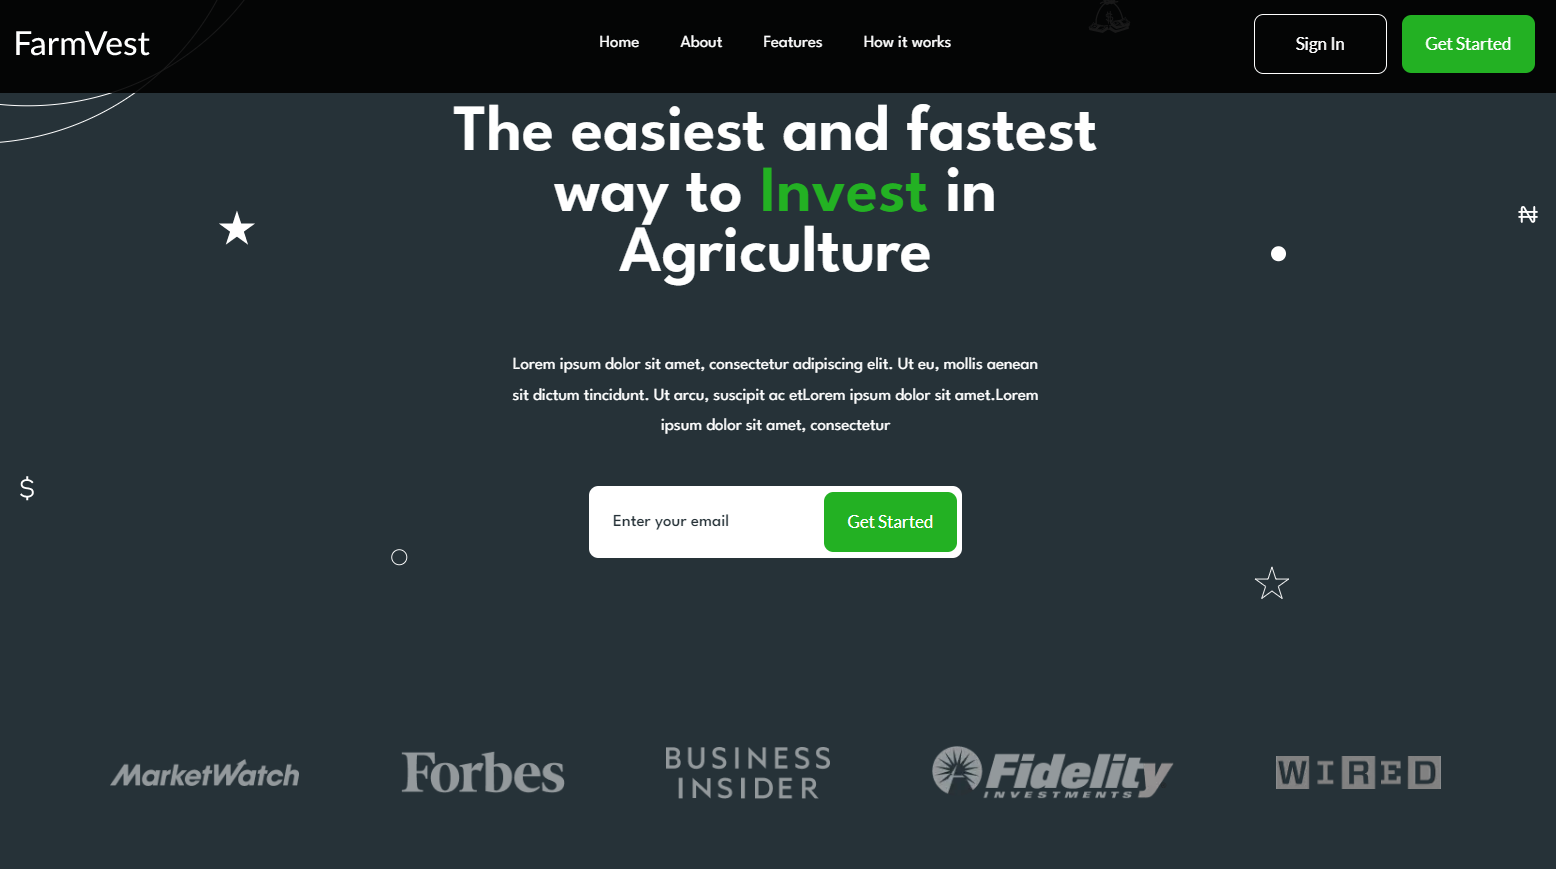 FarmVest
Home About Features How it works
Sign In
Get Started
The easiest and fastest
way to Invest in
Agriculture
₦
Lorem ipsum dolor sit amet, consectetur adipiscing elit. Ut eu, mollis aenean
sit dictum tincidunt. Ut arcu, suscipit ac etLorem ipsum dolor sit amet.Lorem
ipsum dolor sit amet, consectetur
$
Enter your email
Get Started
MarketWatch
Forbes
BUSINESS
INSIDER
Fidelity
INVESTMENTS
WIRED